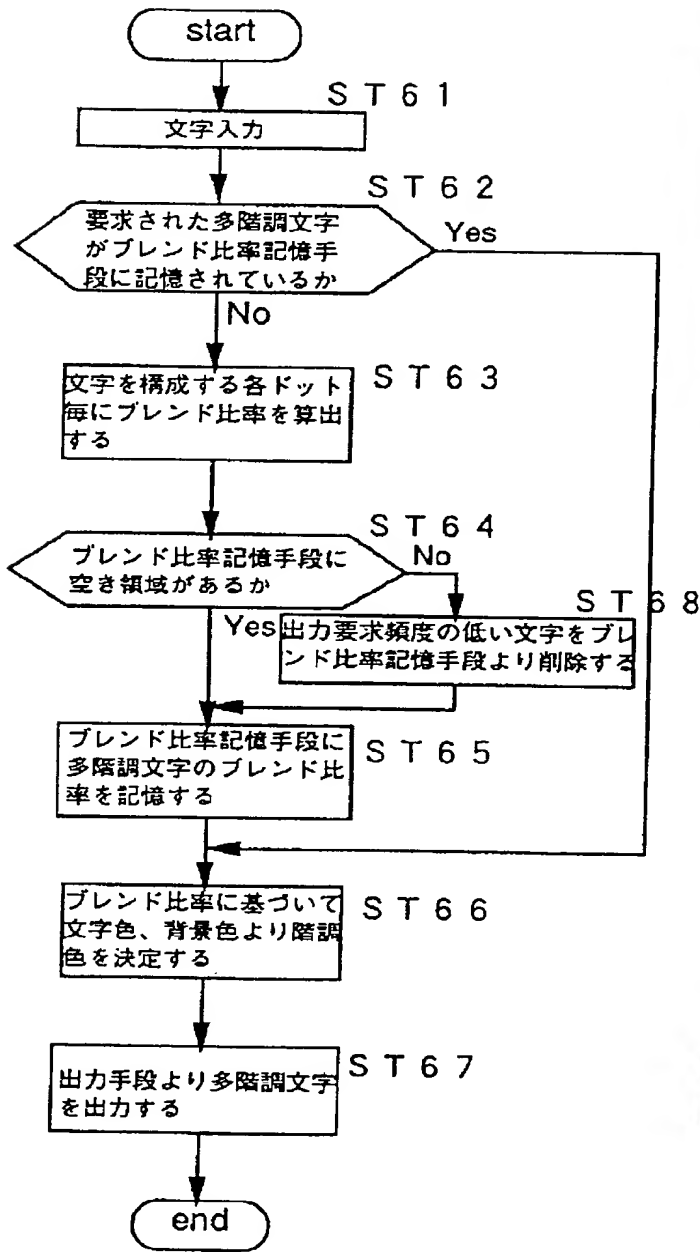 start
ST61
文字入力
ST62
要求された多階調文字
がブレンド比率記憶手
段に記憶されているか
Yes
No
ST63
文字を構成する各ドット
毎にブレンド比率を算出
する
ST64
ブレンド比率記憶手段に
空き領域があるか
No
Yes
ST68
出力要求頻度の低い文字をブレ
ンド比率記憶手段より削除する
ST65
ブレンド比率記憶手段に
多階調文字のブレンド比
率を記憶する
ST66
ブレンド比率に基づいて
文字色、背景色より階調
色を決定する
ST67
出力手段より多階調文字
を出力する
end